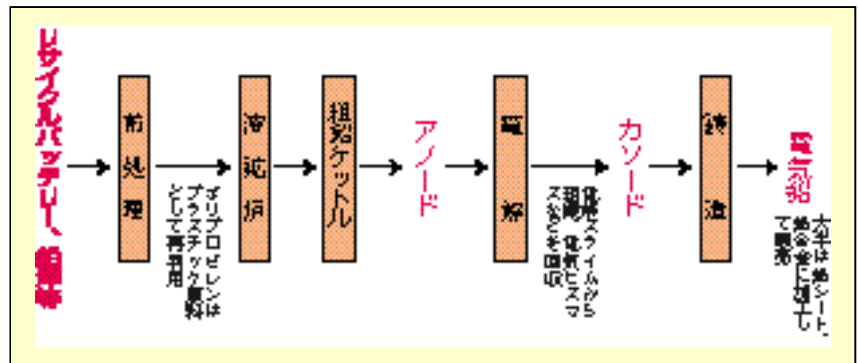 リサイクルバッテリー、鉛滓等
前処理
ポリプロピレンは
プラスチック原料
として再利用
溶鉱炉
粗鉛ケットル
アノード
電解
電解スライムから
粗銀、電気ビスマ
スなどを回収
カソード
鋳造
電気鉛
大半は鉛シート、
鉛合金に加工し
て販売